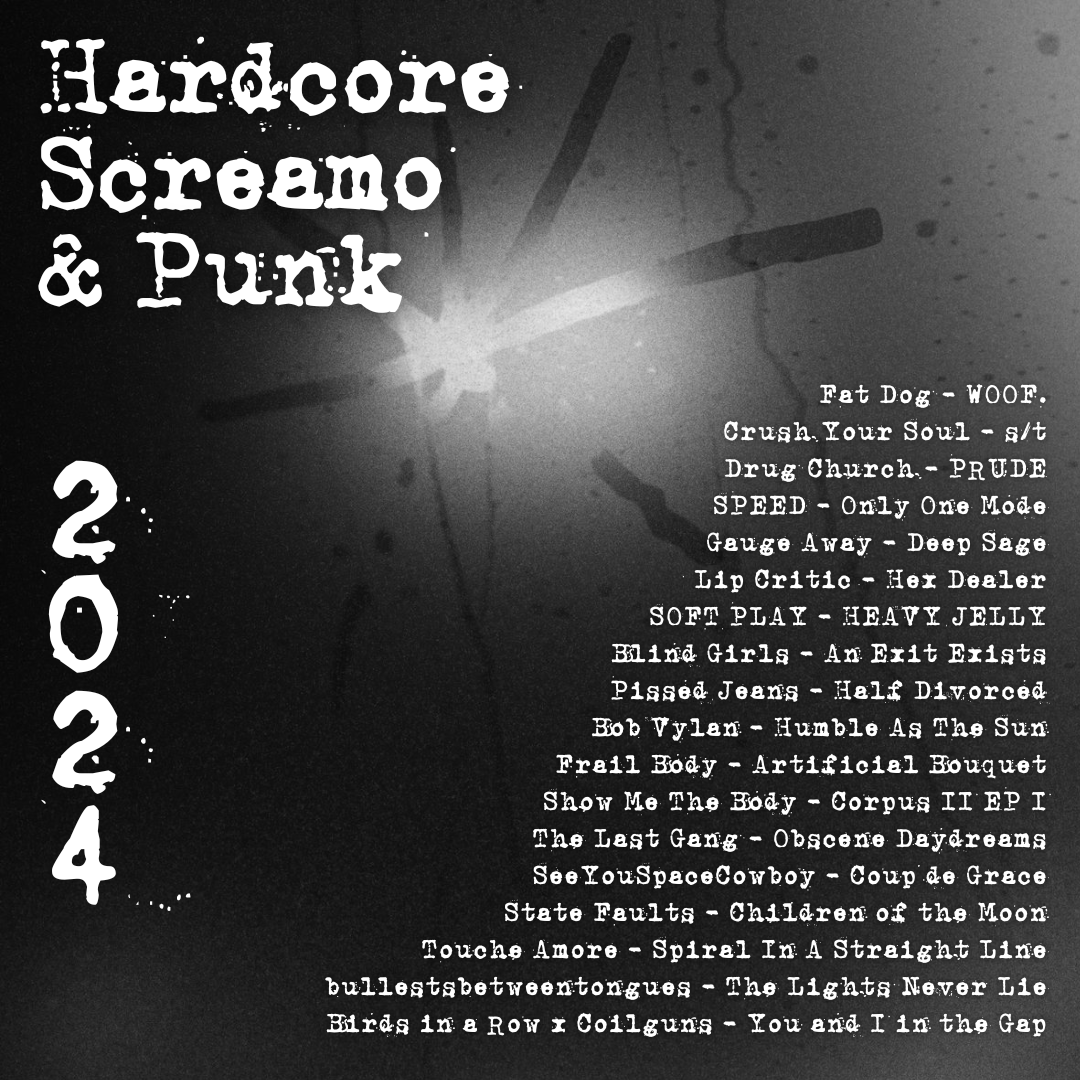 Hardcore
Screamo
& Punk
2024
Fat Dog - WOOF.
Crush Your Soul - s/t
Drug Church - PRUDE
SPEED - Only One Mode
Gauge Away - Deep Sage
Lip Critic - Hex Dealer
SOFT PLAY - HEAVY JELLY
Blind Girls - An Exit Exists
Pissed Jeans - Half Divorced
Bob Vylan - Humble As The Sun
Frail Body - Artificial Bouquet
Show Me The Body - Corpus II EP I
The Last Gang - Obscene Daydreams
SeeYouSpaceCowboy - Coup de Grace
State Faults - Children of the Moon
Touche Amore - Spiral In A Straight Line
bullestsbetweentongues - The Lights Never Lie
Birds in a Row x Coilguns - You and I in the Gap